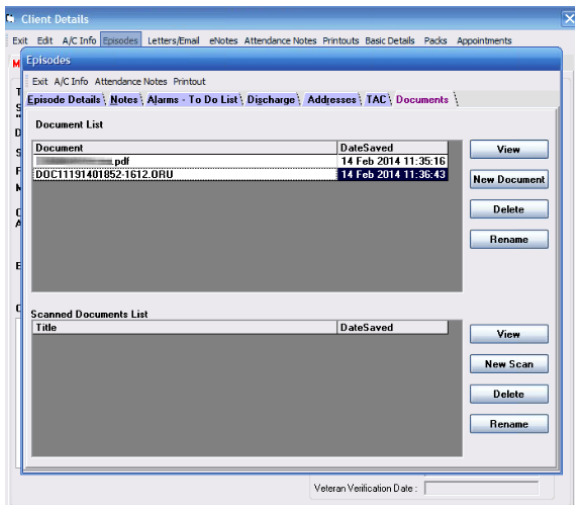 Client Details
Exit Edit A/C Info Episodes Letters/Email eNotes Attendance Notes Printouts Basic Details Packs Appointments
Episodes
Exit A/C Info Attendance Notes Printout
Episode Details Notes Alarms - To Do List Discharge Addresses TAC Documents
Document List
Document DateSaved
.pdf 14 Feb 2014 11:35:16
DOC11191401852-1612.ORU 14 Feb 2014 11:36:43
View
New Document
Delete
Rename
Scanned Documents List
Title DateSaved
View
New Scan
Delete
Rename
Veteran Verification Date :